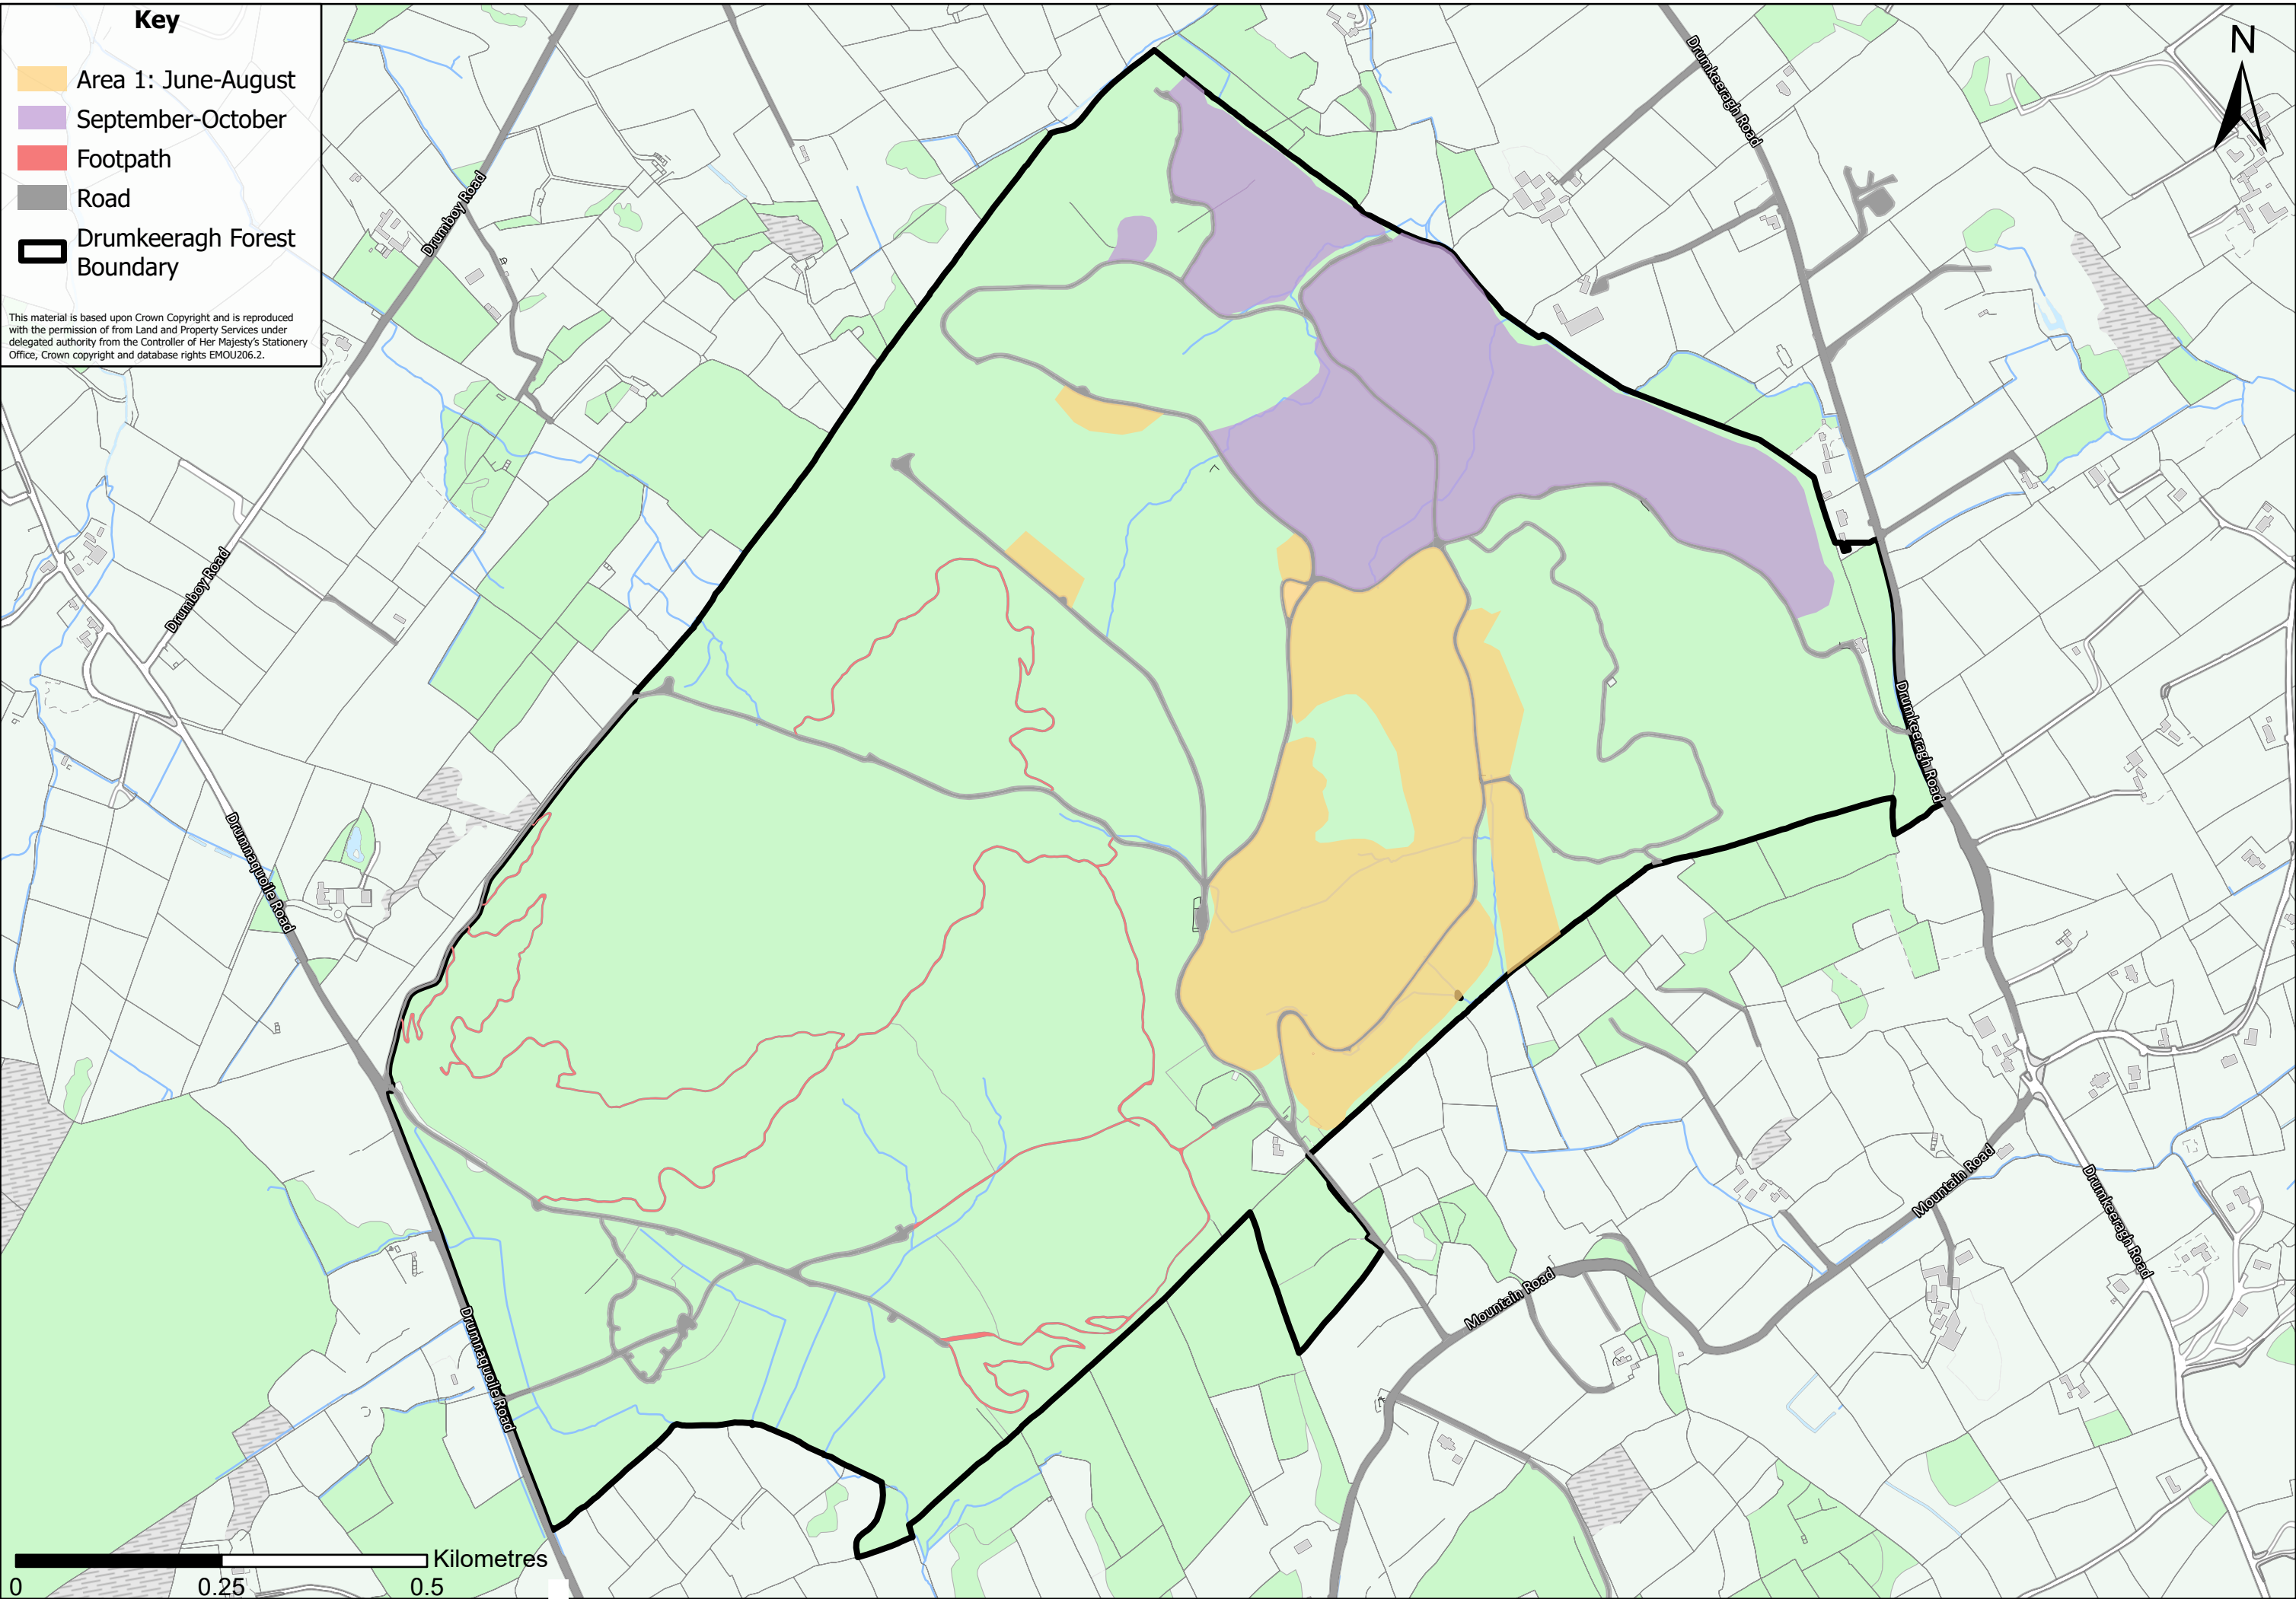 Key
Area 1: June-August
September-October
Footpath
Road
Drumkeeragh Forest
Boundary
This material is based upon Crown Copyright and is reproduced
with the permission of from Land and Property Services under
delegated authority from the Controller of Her Majesty's Stationery
Office, Crown copyright and database rights EMOU206.2.
N
Drumkeeragh Road
Drumboy Road
Drumboy Road
Drumkeeragh Road
Drumnaquoile Road
Mountain Road
Drumkeeragh Road
Mountain Road
Drumnaquoile Road
Kilometres
0
0.25
0.5